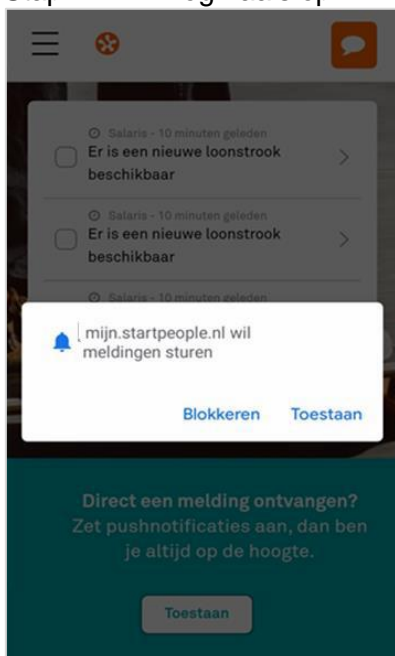 Salaris - 10 minuten geleden
Er is een nieuwe loonstrook
beschikbaar
Salaris - 10 minuten geleden
Er is een nieuwe loonstrook
beschikbaar
Salaris - 10 minuten geleden
mijn.startpeople.nl wil
meldingen sturen
Blokkeren Toestaan
Direct een melding ontvangen?
Zet pushnotificaties aan, dan ben
je altijd op de hoogte.
Toestaan